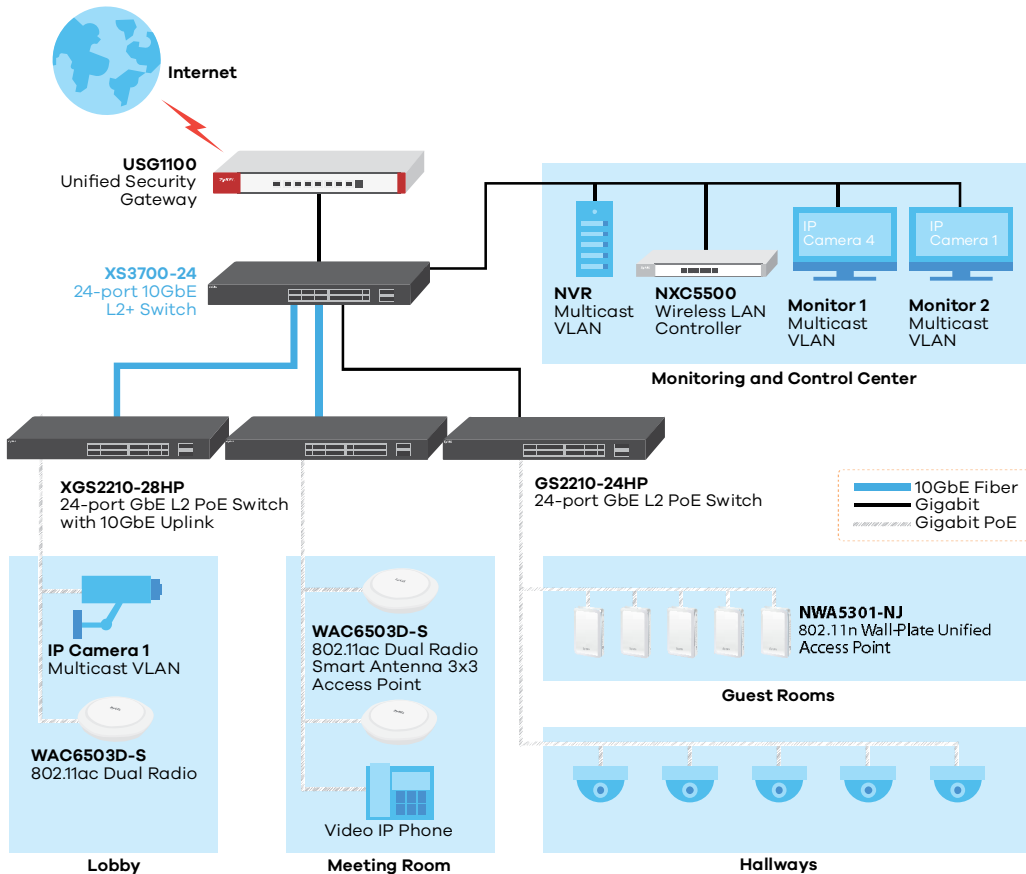 Internet
USG1100
Unified Security
Gateway
ZyXEL
XS3700-24
24-port 10GbE
L2+ Switch
IP
Camera 4
IP
Camera 1
NVR
Multicast
VLAN
NXC5500
Wireless LAN
Controller
Monitor 1
Multicast
VLAN
Monitor 2
Multicast
VLAN
Monitoring and Control Center
XGS2210-28HP
24-port GbE L2 PoE Switch
with 10GbE Uplink
GS2210-24HP
24-port GbE L2 PoE Switch
10GbE Fiber
Gigabit
Gigabit PoE
IP Camera 1
Multicast VLAN
WAC6503D-S
802.11ac Dual Radio
Lobby
WAC6503D-S
802.11ac Dual Radio
Smart Antenna 3x3
Access Point
Video IP Phone
Meeting Room
NWA5301-NJ
802.11n Wall-Plate Unified
Access Point
Guest Rooms
Hallways